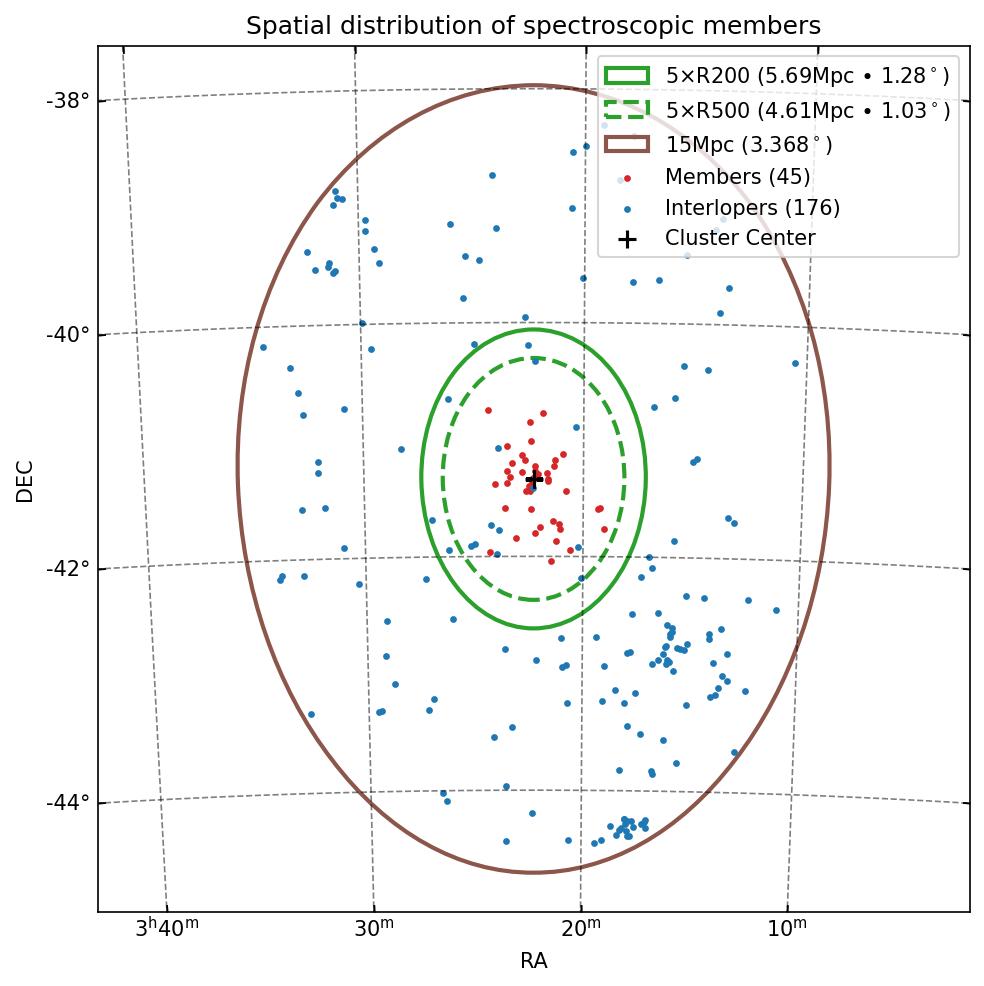 Spatial distribution of spectroscopic members
5×R200 (5.69Mpc • 1.28°)
5×R500 (4.61Mpc • 1.03°)
15Mpc (3.368°)
Members (45)
Interlopers (176)
Cluster Center
-38°
-40°
-42°
-44°
DEC
3ʰ40ᵐ 30ᵐ 20ᵐ 10ᵐ
RA